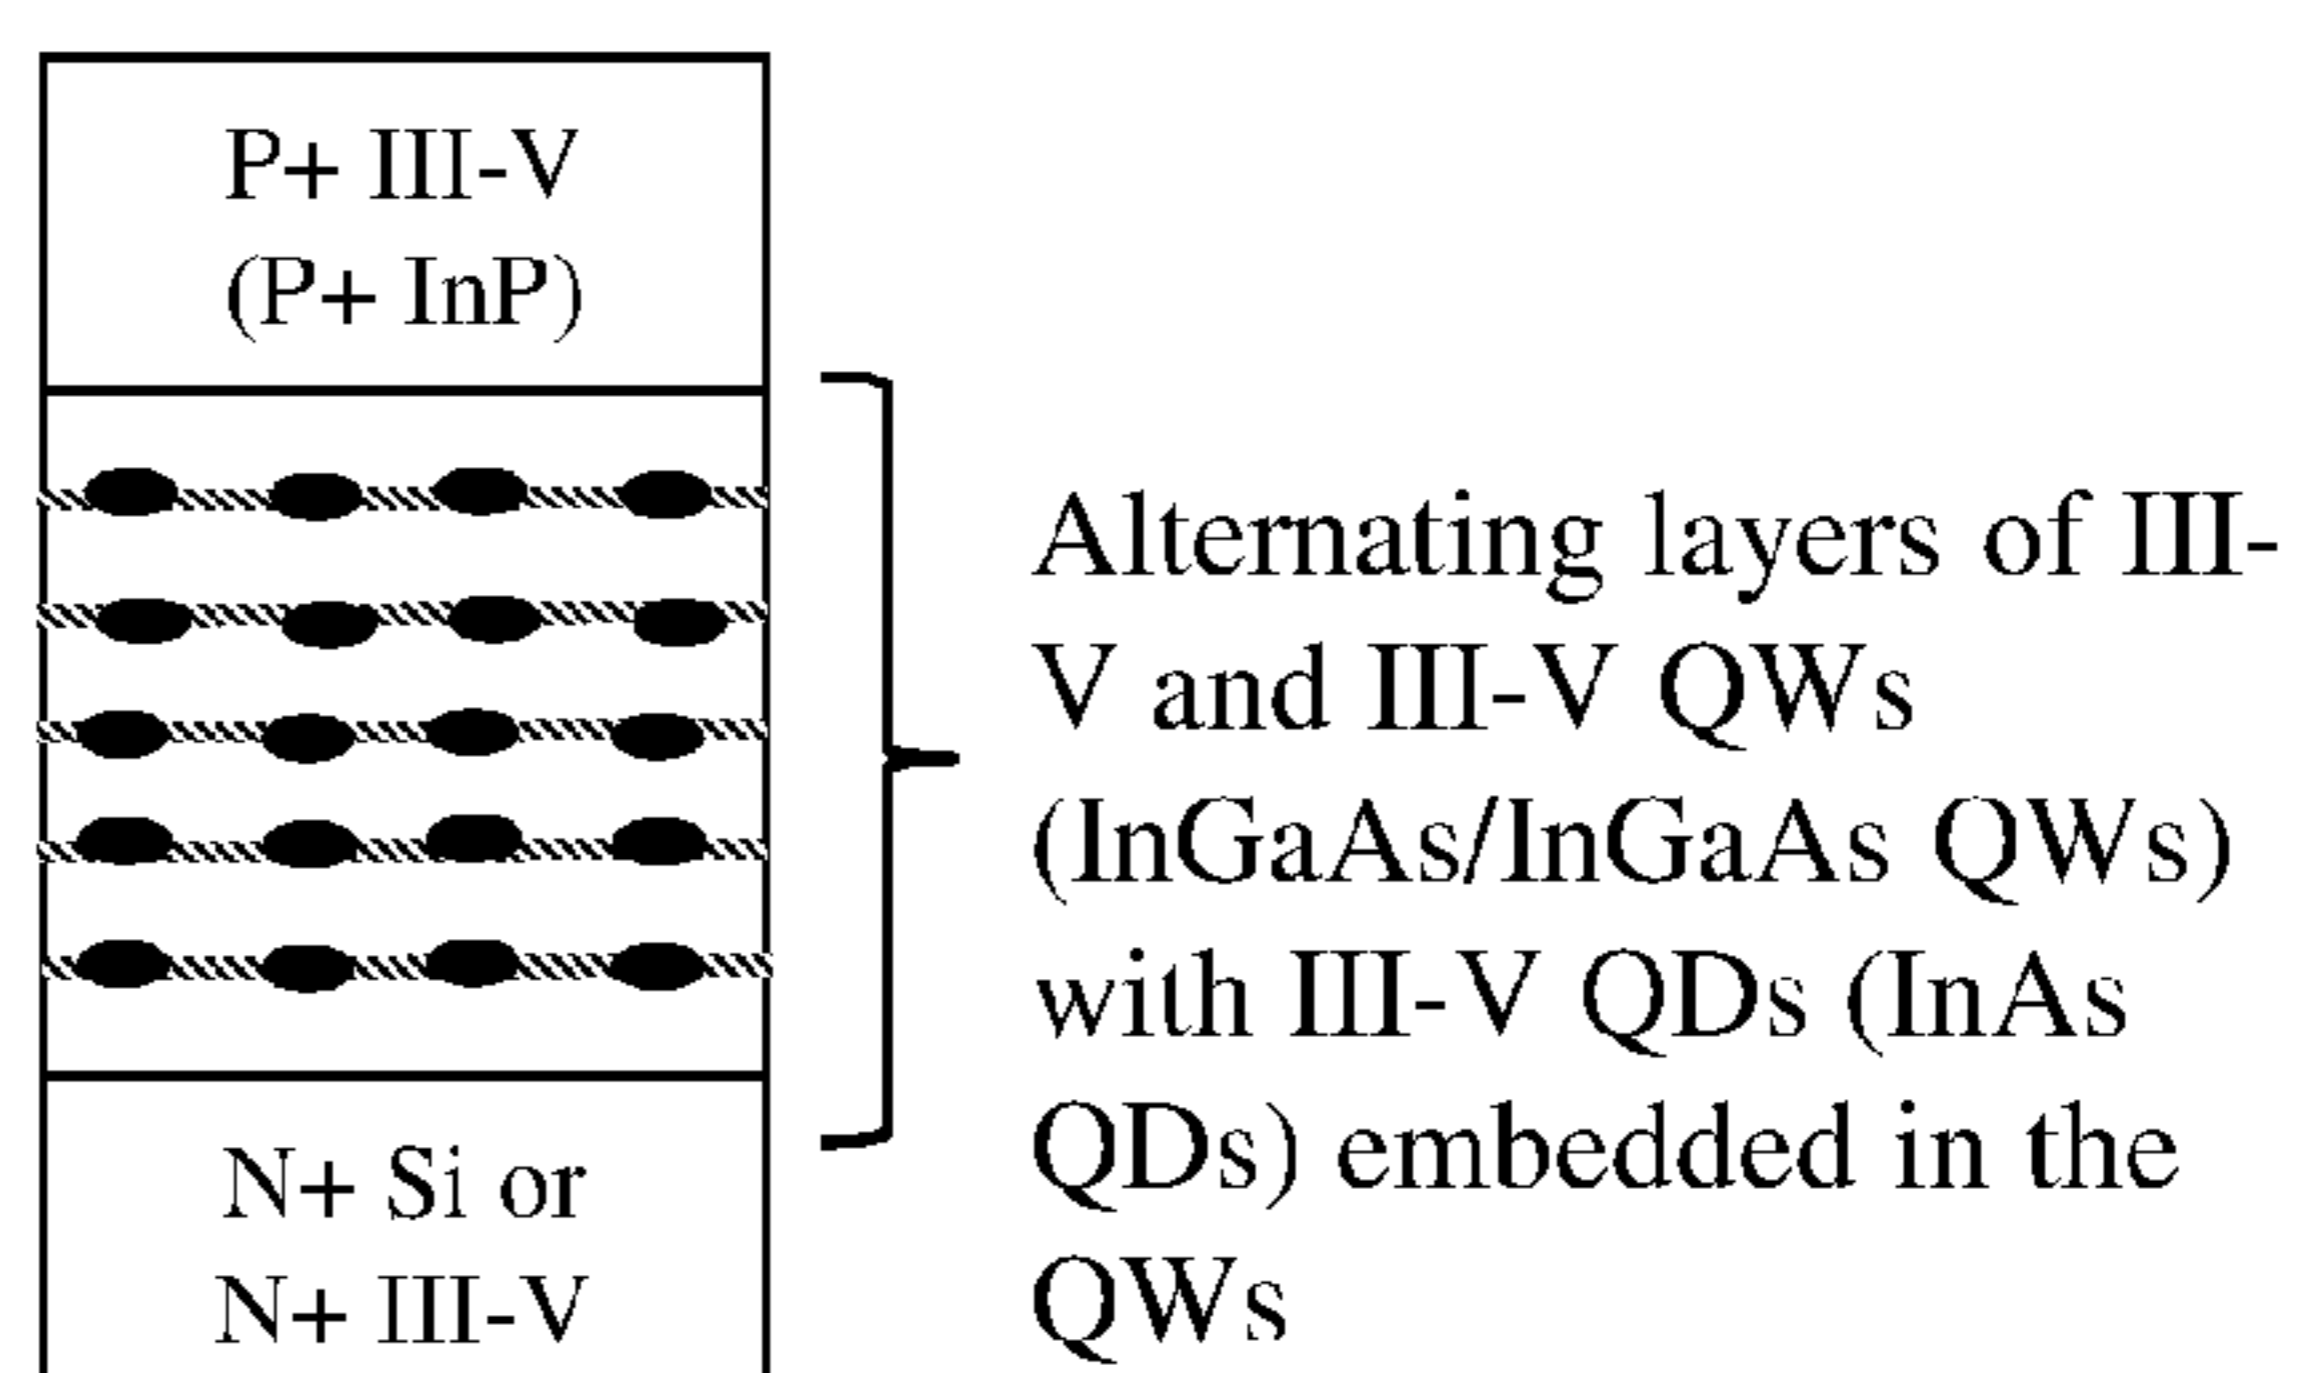 P+ III-V
(P+ InP)
Alternating layers of III-
V and III-V QWs
(InGaAs/InGaAs QWs)
with III-V QDs (InAs
QDs) embedded in the
QWs
N+ Si or
N+ III-V